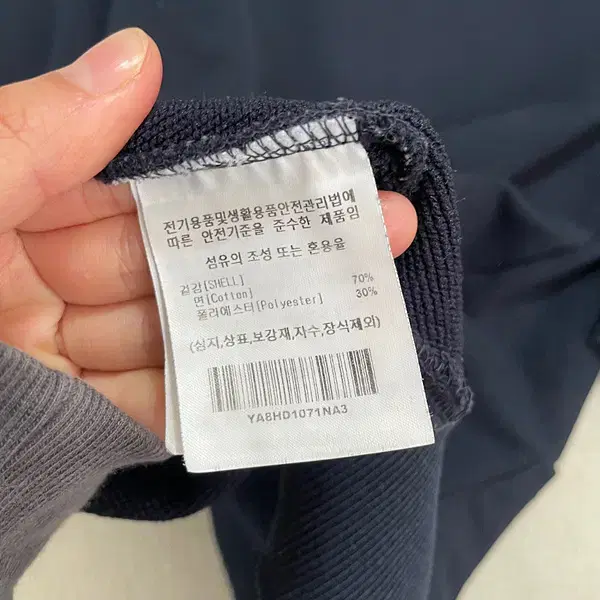 전기용품및생활용품안전관리법에
따른 안전기준을 준수한 제품임
섬유의 조성 또는 혼용율
겉감[SHELL]
면[Cotton] 70%
폴리에스터[Polyester] 30%
(심지,상표,보강재,자수,장식제외)
YA8HD1071NA3